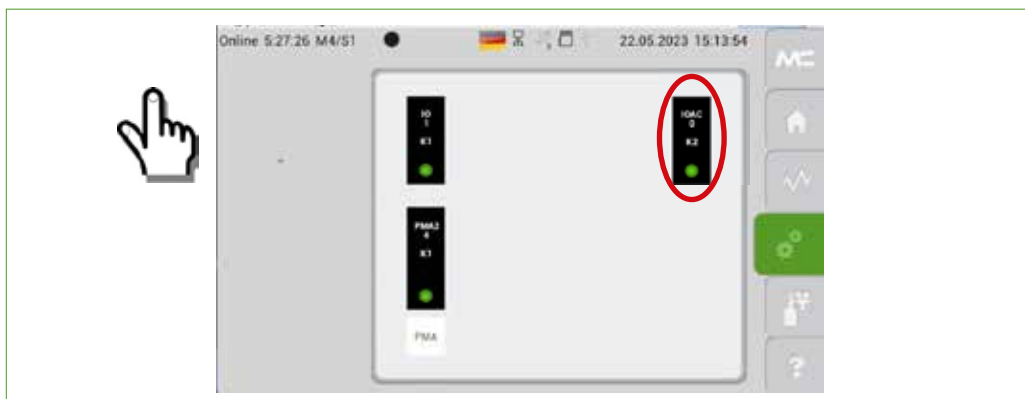 Online 5:27:26 M4/S1
22.05.2023 15:13:54
MC
IO
1
K1
IOAC
0
K2
PMA2
4
K1
PMA
?